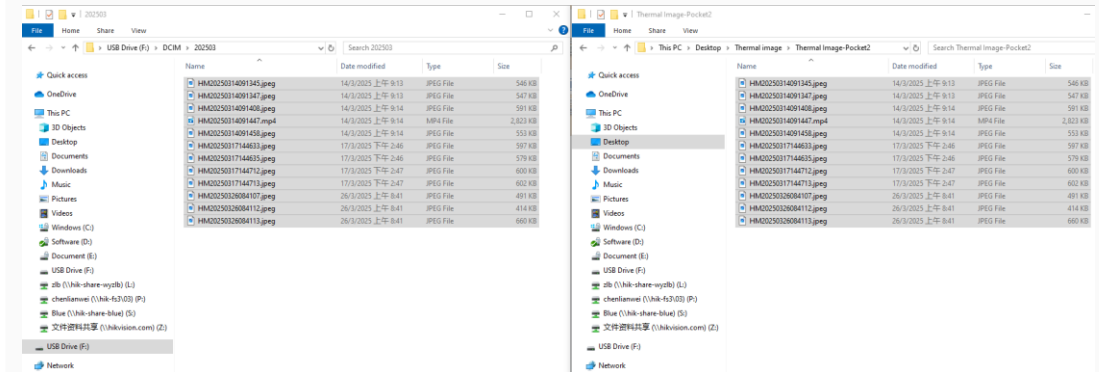 202503
File Home Share View
USB Drive (F:) › DCIM › 202503
Search 202503
Name Date modified Type Size
Quick access
OneDrive
This PC
3D Objects
Desktop
Documents
Downloads
Music
Pictures
Videos
Windows (C:)
Software (D:)
Document (E:)
USB Drive (F:)
zlb (\\hik-share-wyzlb) (L:)
chenlianwei (\\hik-fs3\03) (P:)
Blue (\\hik-share-blue) (S:)
文件资料共享 (\\hikvision.com) (Z:)
USB Drive (F:)
Network
HM20250314091345.jpeg 14/3/2025 上午 9:13 JPEG File 546 KB
HM20250314091347.jpeg 14/3/2025 上午 9:13 JPEG File 547 KB
HM20250314091408.jpeg 14/3/2025 上午 9:14 JPEG File 591 KB
HM20250314091447.mp4 14/3/2025 上午 9:14 MP4 File 2,823 KB
HM20250314091458.jpeg 14/3/2025 上午 9:14 JPEG File 553 KB
HM20250317144633.jpeg 17/3/2025 下午 2:46 JPEG File 597 KB
HM20250317144635.jpeg 17/3/2025 下午 2:46 JPEG File 579 KB
HM20250317144712.jpeg 17/3/2025 下午 2:47 JPEG File 600 KB
HM20250317144713.jpeg 17/3/2025 下午 2:47 JPEG File 602 KB
HM20250326084107.jpeg 26/3/2025 上午 8:41 JPEG File 491 KB
HM20250326084112.jpeg 26/3/2025 上午 8:41 JPEG File 414 KB
HM20250326084113.jpeg 26/3/2025 上午 8:41 JPEG File 660 KB
Thermal Image-Pocket2
File Home Share View
This PC › Desktop › Thermal image › Thermal Image-Pocket2
Search Thermal Image-Pocket2
Name Date modified Type Size
Quick access
OneDrive
This PC
3D Objects
Desktop
Documents
Downloads
Music
Pictures
Videos
Windows (C:)
Software (D:)
Document (E:)
USB Drive (F:)
zlb (\\hik-share-wyzlb) (L:)
chenlianwei (\\hik-fs3\03) (P:)
Blue (\\hik-share-blue) (S:)
文件资料共享 (\\hikvision.com) (Z:)
USB Drive (F:)
Network
HM20250314091345.jpeg 14/3/2025 上午 9:13 JPEG File 546 KB
HM20250314091347.jpeg 14/3/2025 上午 9:13 JPEG File 547 KB
HM20250314091408.jpeg 14/3/2025 上午 9:14 JPEG File 591 KB
HM20250314091447.mp4 14/3/2025 上午 9:14 MP4 File 2,823 KB
HM20250314091458.jpeg 14/3/2025 上午 9:14 JPEG File 553 KB
HM20250317144633.jpeg 17/3/2025 下午 2:46 JPEG File 597 KB
HM20250317144635.jpeg 17/3/2025 下午 2:46 JPEG File 579 KB
HM20250317144712.jpeg 17/3/2025 下午 2:47 JPEG File 600 KB
HM20250317144713.jpeg 17/3/2025 下午 2:47 JPEG File 602 KB
HM20250326084107.jpeg 26/3/2025 上午 8:41 JPEG File 491 KB
HM20250326084112.jpeg 26/3/2025 上午 8:41 JPEG File 414 KB
HM20250326084113.jpeg 26/3/2025 上午 8:41 JPEG File 660 KB